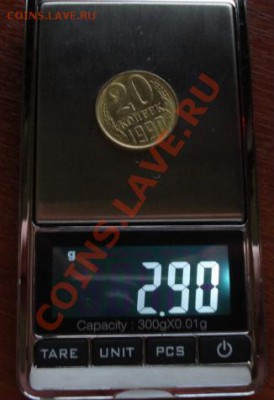 COINS.LAVE.RU
20
КОПЕЕК
1990
COINS.LAVE.RU
g
2.90
Capacity : 300gX0.01g
TARE UNIT PCS